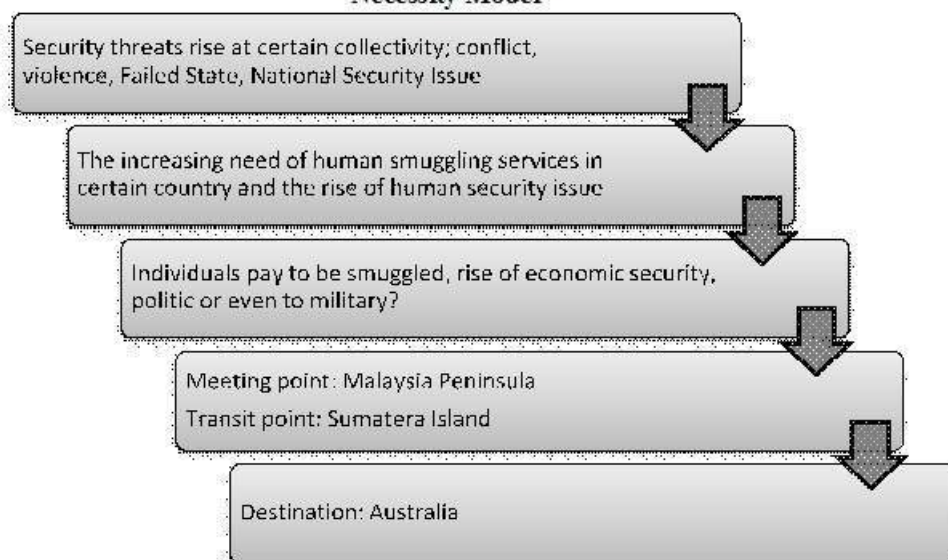 Necessity Model
Security threats rise at certain collectivity; conflict,
violence, Failed State, National Security Issue
The increasing need of human smuggling services in
certain country and the rise of human security issue
Individuals pay to be smuggled, rise of economic security,
politic or even to military?
Meeting point: Malaysia Peninsula
Transit point: Sumatera Island
Destination: Australia